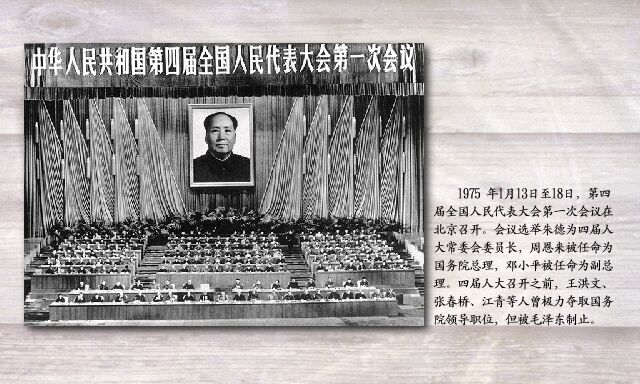 中华人民共和国第四届全国人民代表大会第一次会议
1975 年1月13日至18日，第四
届全国人民代表大会第一次会议在
北京召开。会议选举朱德为四届人
大常委会委员长，周恩来被任命为
国务院总理，邓小平被任命为副总
理。四届人大召开之前，王洪文、
张春桥、江青等人曾极力夺取国务
院领导职位，但被毛泽东制止。